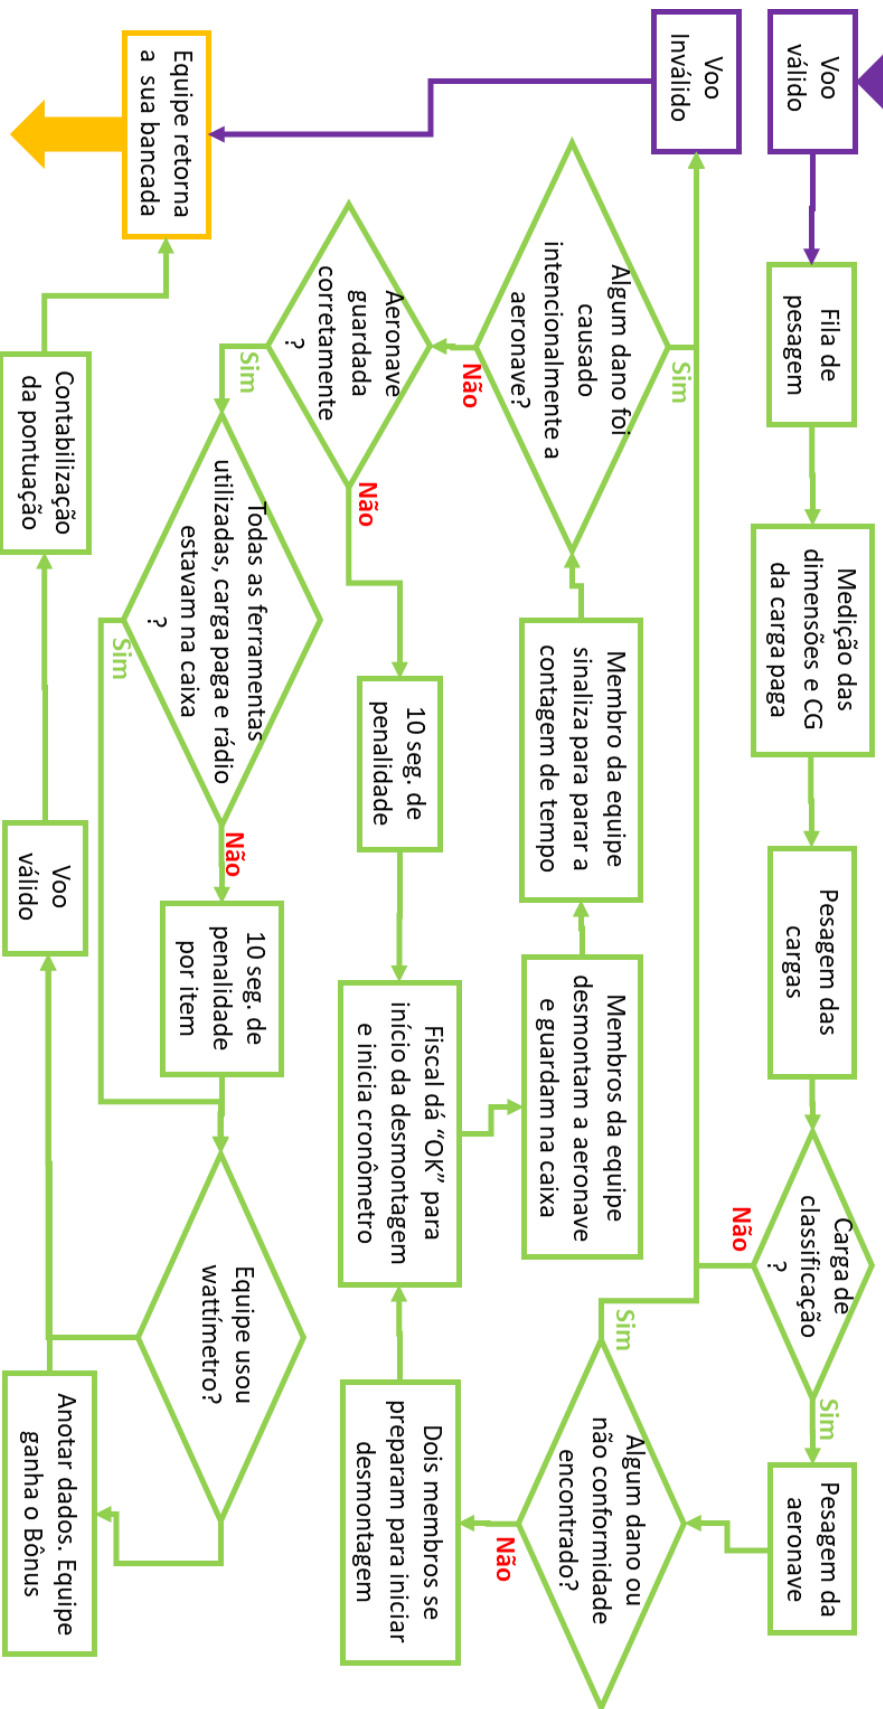 Voo
válido
Fila de
pesagem
Medição das
dimensões e CG
da carga paga
Pesagem das
cargas
Carga de
classificação
?
Sim
Não
Pesagem da
aeronave
Voo
Inválido
Algum dano ou
não conformidade
encontrado?
Sim
Não
Dois membros se
preparam para iniciar
desmontagem
Fiscal dá “OK” para
início da desmontagem
e inicia cronômetro
Membros da equipe
desmontam a aeronave
e guardam na caixa
Membro da equipe
sinaliza para parar a
contagem de tempo
Algum dano foi
causado
intencionalmente a
aeronave?
Sim
Não
Aeronave
guardada
corretamente
?
Sim
Não
10 seg. de
penalidade
Todas as ferramentas
utilizadas, carga paga e rádio
estavam na caixa
?
Sim
Não
10 seg. de
penalidade
por item
Equipe usou
wattímetro?
Anotar dados. Equipe
ganha o Bônus
Voo
válido
Contabilização
da pontuação
Equipe retorna
a sua bancada